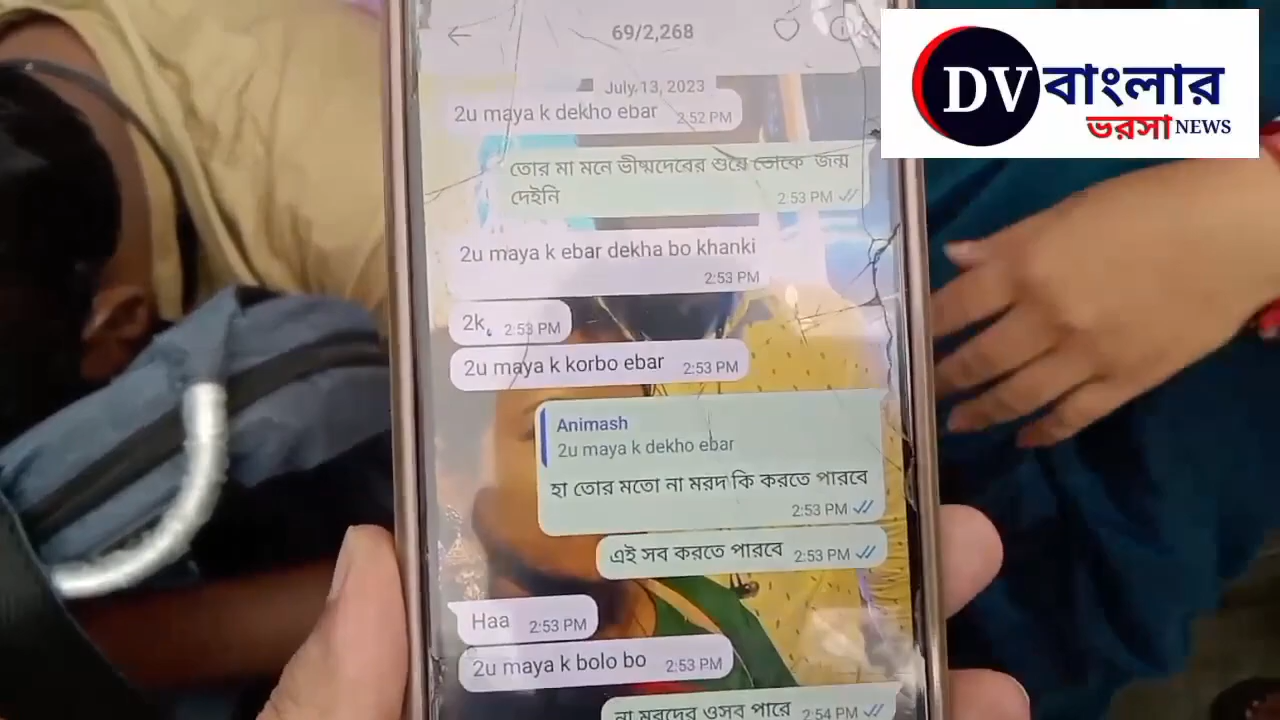 69/2,268
DV বাংলার
ভরসা NEWS
July 13, 2023
2u maya k dekho ebar 2:52 PM
তোর মা মনে ভীষ্মদেবের শুয়ে তোকে জন্ম
দেইনি 2:53 PM
2u maya k ebar dekha bo khanki
2:53 PM
2k, 2:53 PM
2u maya k korbo ebar 2:53 PM
Animash
2u maya k dekho ebar
হা তোর মতো না মরদ কি করতে পারবে
2:53 PM
এই সব করতে পারবে 2:53 PM
Haa 2:53 PM
2u maya k bolo bo 2:53 PM
না মরদের ওসব পারে 2:54 PM